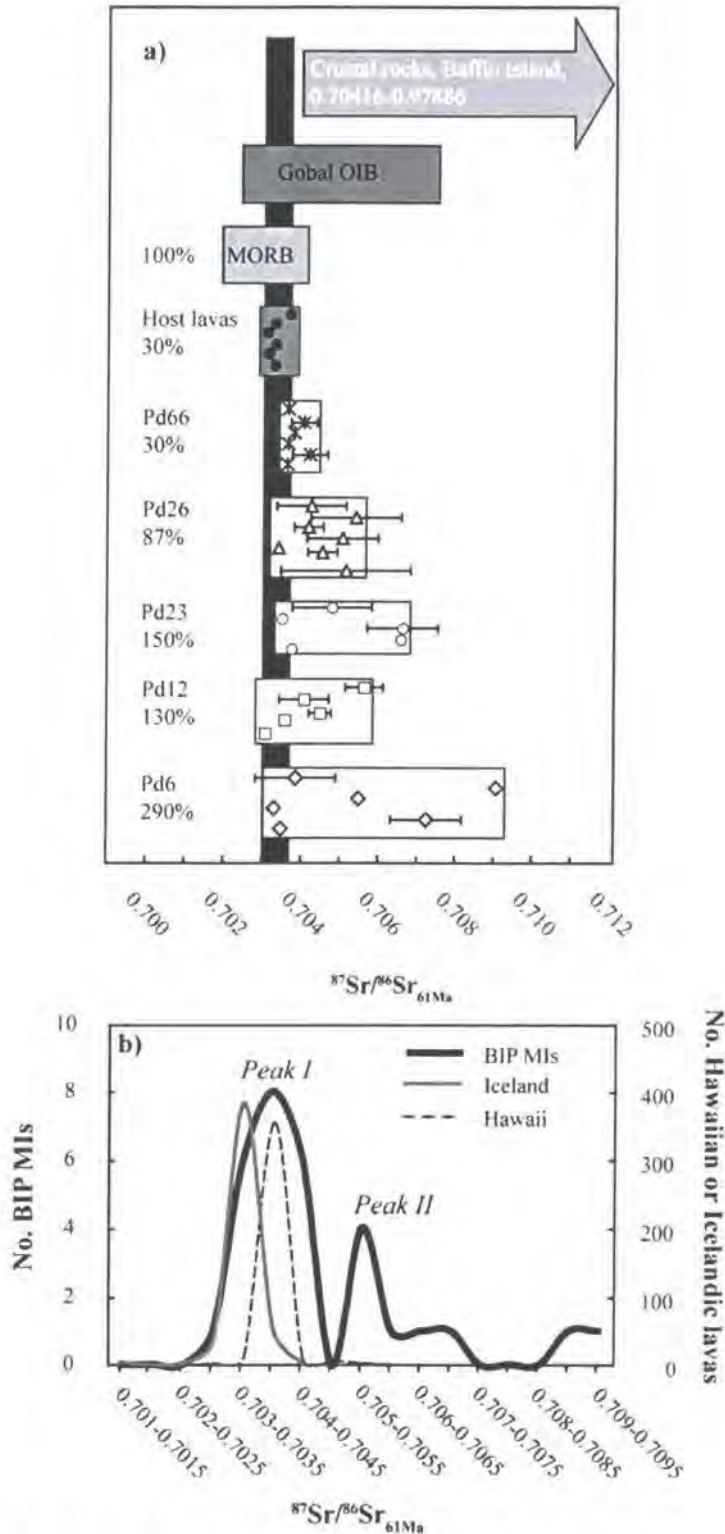 a)
Crustal rocks, Baffin Island,
0.70416-0.97886
Gobal OIB
100%
MORB
Host lavas
30%
Pd66
30%
Pd26
87%
Pd23
150%
Pd12
130%
Pd6
290%
0.700
0.702
0.704
0.706
0.708
0.710
0.712
⁸⁷Sr/⁸⁶Sr₆₁Ma
b)
10
8
6
4
2
0
No. BIP MIs
Peak I
Peak II
BIP MIs
Iceland
Hawaii
500
400
300
200
100
0
No. Hawaiian or Icelandic lavas
0.701-0.7015
0.702-0.7025
0.703-0.7035
0.704-0.7045
0.705-0.7055
0.706-0.7065
0.707-0.7075
0.708-0.7085
0.709-0.7095
⁸⁷Sr/⁸⁶Sr₆₁Ma